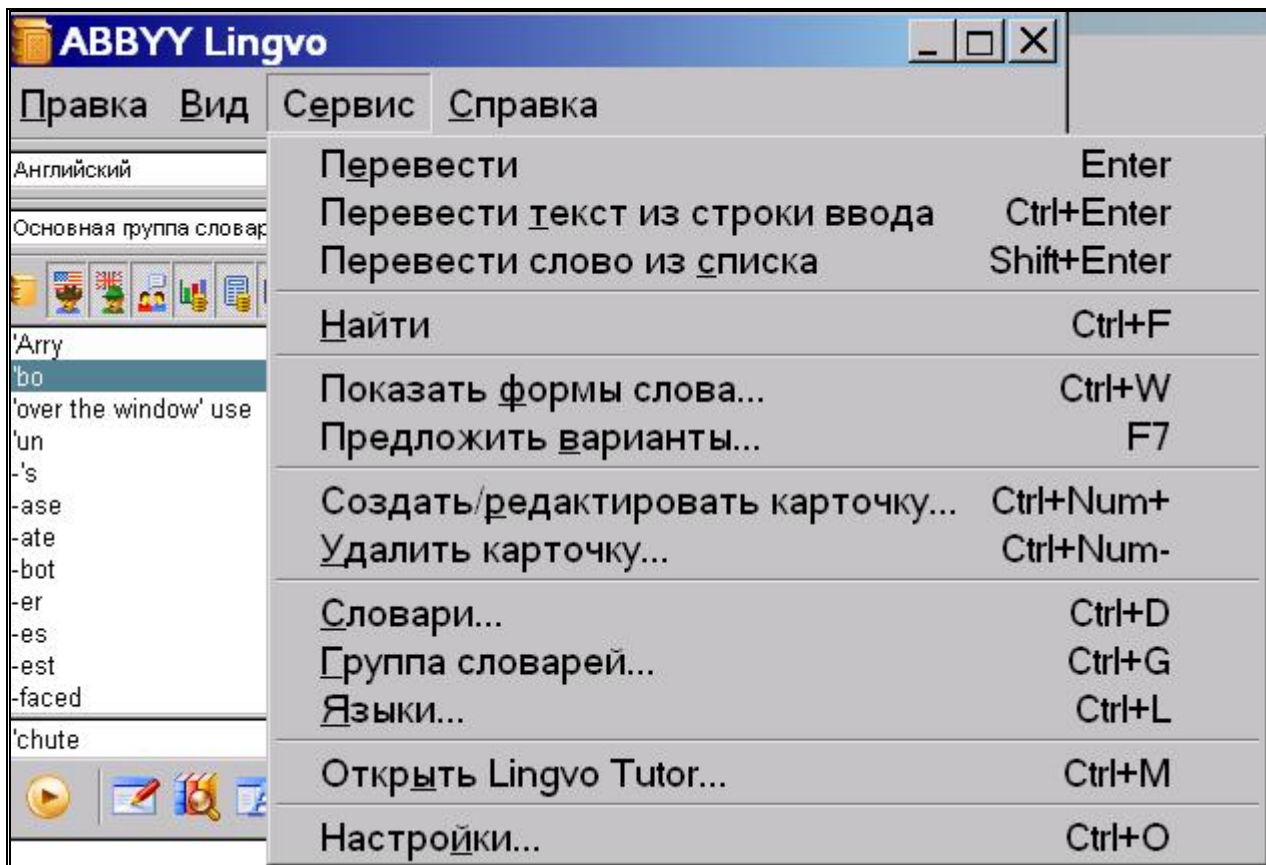 ABBYY Lingvo
Правка Вид Сервис Справка
Английский
Основная группа словар
'Arry
'bo
'over the window' use
'un
-'s
-ase
-ate
-bot
-er
-es
-est
-faced
'chute
Перевести Enter
Перевести текст из строки ввода Ctrl+Enter
Перевести слово из списка Shift+Enter
Найти Ctrl+F
Показать формы слова... Ctrl+W
Предложить варианты... F7
Создать/редактировать карточку... Ctrl+Num+
Удалить карточку... Ctrl+Num-
Словари... Ctrl+D
Группа словарей... Ctrl+G
Языки... Ctrl+L
Открыть Lingvo Tutor... Ctrl+M
Настройки... Ctrl+O